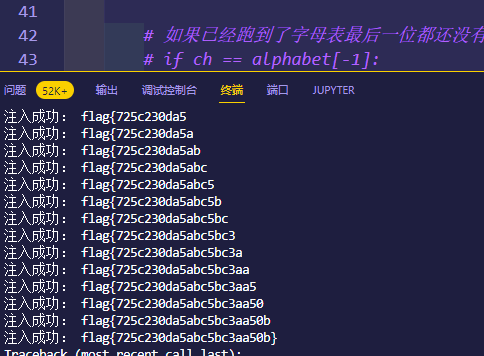 41
42 # 如果已经跑到了字母表最后一位都还没有
43 # if ch == alphabet[-1]:
问题 52K+ 输出 调试控制台 终端 端口 JUPYTER
注入成功： flag{725c230da5
注入成功： flag{725c230da5a
注入成功： flag{725c230da5ab
注入成功： flag{725c230da5abc
注入成功： flag{725c230da5abc5
注入成功： flag{725c230da5abc5b
注入成功： flag{725c230da5abc5bc
注入成功： flag{725c230da5abc5bc3
注入成功： flag{725c230da5abc5bc3a
注入成功： flag{725c230da5abc5bc3aa
注入成功： flag{725c230da5abc5bc3aa5
注入成功： flag{725c230da5abc5bc3aa50
注入成功： flag{725c230da5abc5bc3aa50b
注入成功： flag{725c230da5abc5bc3aa50b}
Traceback (most recent call last):